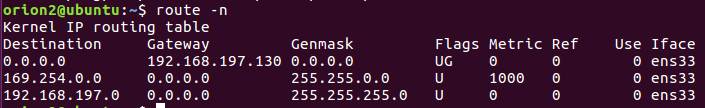 orion2@ubuntu:~$ route -n
Kernel IP routing table
Destination     Gateway         Genmask         Flags Metric Ref    Use Iface
0.0.0.0         192.168.197.130 0.0.0.0         UG    0      0        0 ens33
169.254.0.0     0.0.0.0         255.255.0.0     U     1000   0        0 ens33
192.168.197.0   0.0.0.0         255.255.255.0   U     0      0        0 ens33